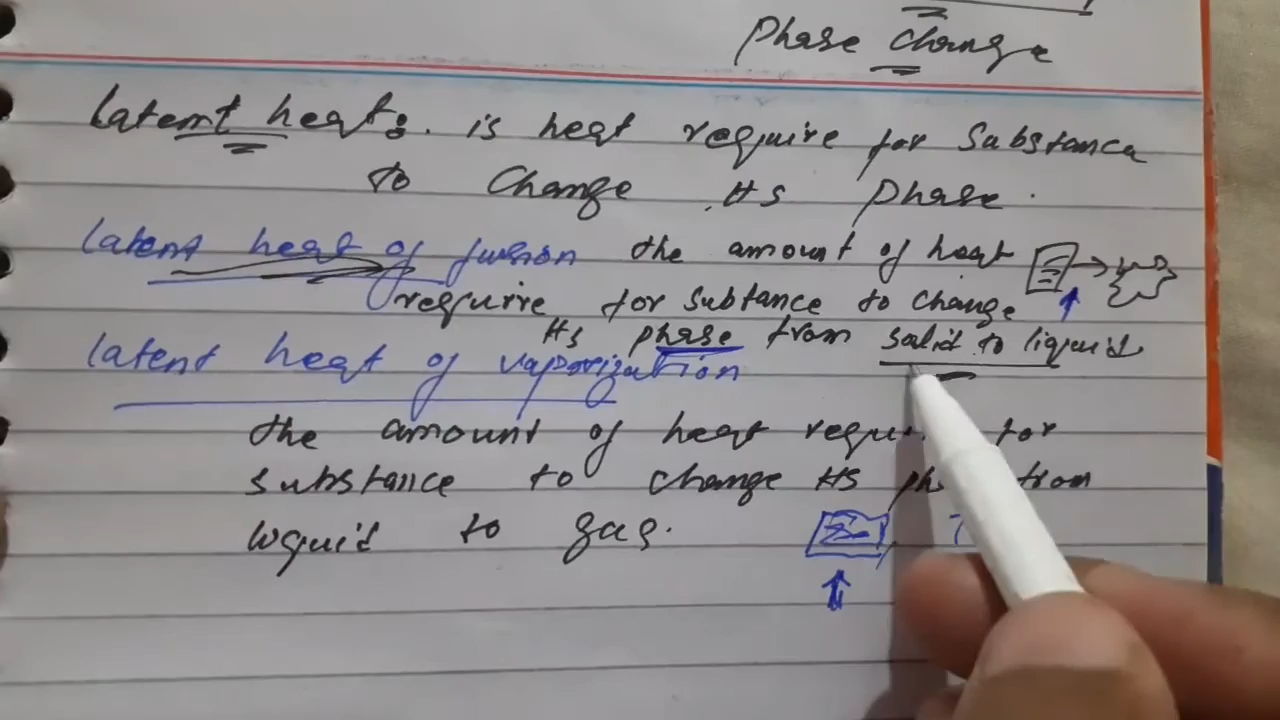 Phase change
latent heat: is heat require for substance
to change its phase.
latent heat of fusion the amount of heat
require for subtance to change
its phase from solid to liquid
latent heat of vaporization
the amount of heat for
substance to change its from
liquid to gas.